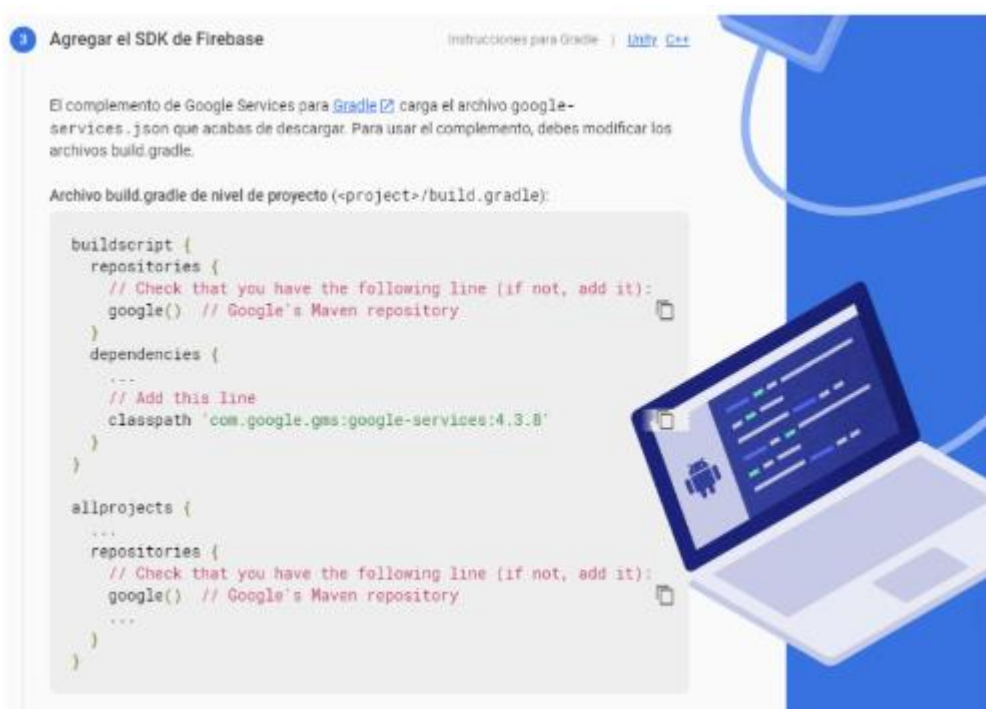 3 Agregar el SDK de Firebase Instrucciones para Gradle | Unity C++
El complemento de Google Services para Gradle carga el archivo google-
services.json que acabas de descargar. Para usar el complemento, debes modificar los
archivos build.gradle.
Archivo build.gradle de nivel de proyecto (<project>/build.gradle):
buildscript {
repositories {
// Check that you have the following line (if not, add it):
google() // Google's Maven repository
}
dependencies {
...
// Add this line
classpath 'com.google.gms:google-services:4.3.8'
}
}
allprojects {
...
repositories {
// Check that you have the following line (if not, add it):
google() // Google's Maven repository
...
}
}